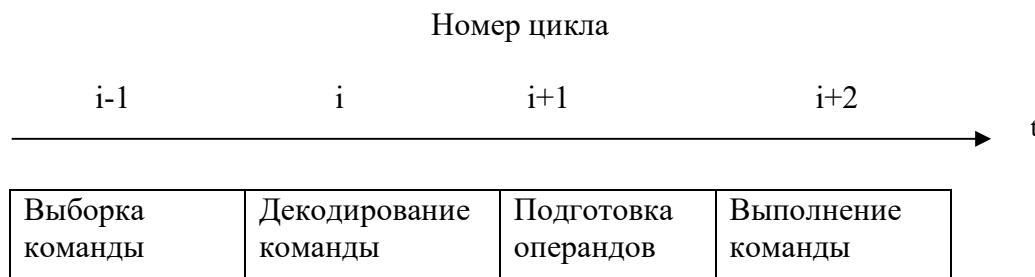 Номер цикла
i-1 i i+1 i+2
t
Выборка команды
Декодирование команды
Подготовка операндов
Выполнение команды